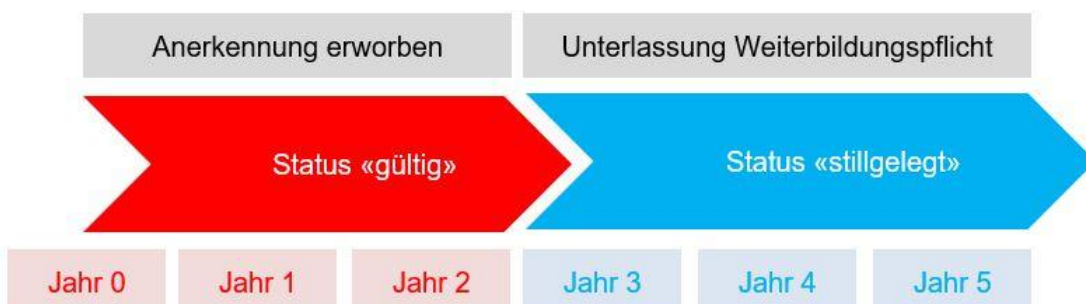 Anerkennung erworben
Unterlassung Weiterbildungspflicht
Status «gültig»
Status «stillgelegt»
Jahr 0
Jahr 1
Jahr 2
Jahr 3
Jahr 4
Jahr 5